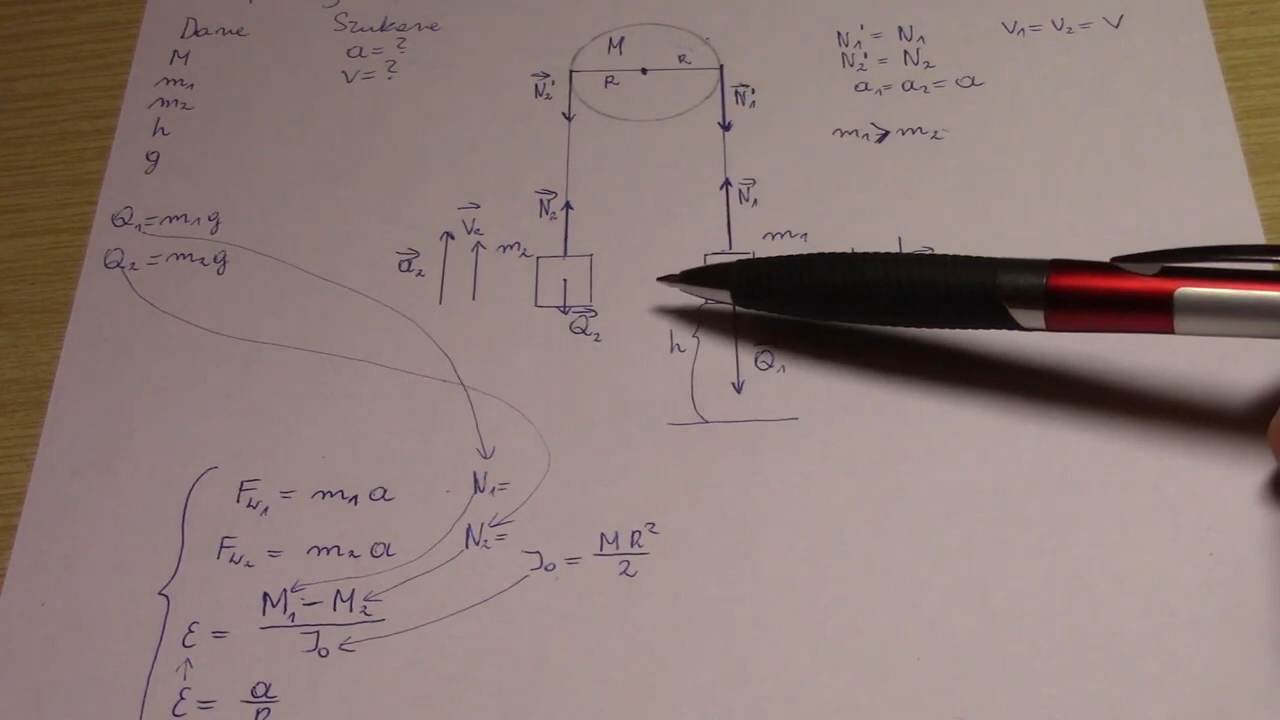 Dane Szukane
M
m₁
m₂
h
g
a = ?
v = ?
M
R R
N₂' N₁'
N₁' = N₁
N₂' = N₂
a₁ = a₂ = a
m₁ > m₂
V₁ = V₂ = V
Q₁ = m₁g
Q₂ = m₂g
N₂ N₁
a₂ V₂ m₂ m₁
Q₂ h Q₁
F_w₁ = m₁ a N₁ =
F_w₂ = m₂ a N₂ =
J₀ = MR²/2
ε = (M₁ - M₂)/J₀
ε = a/R